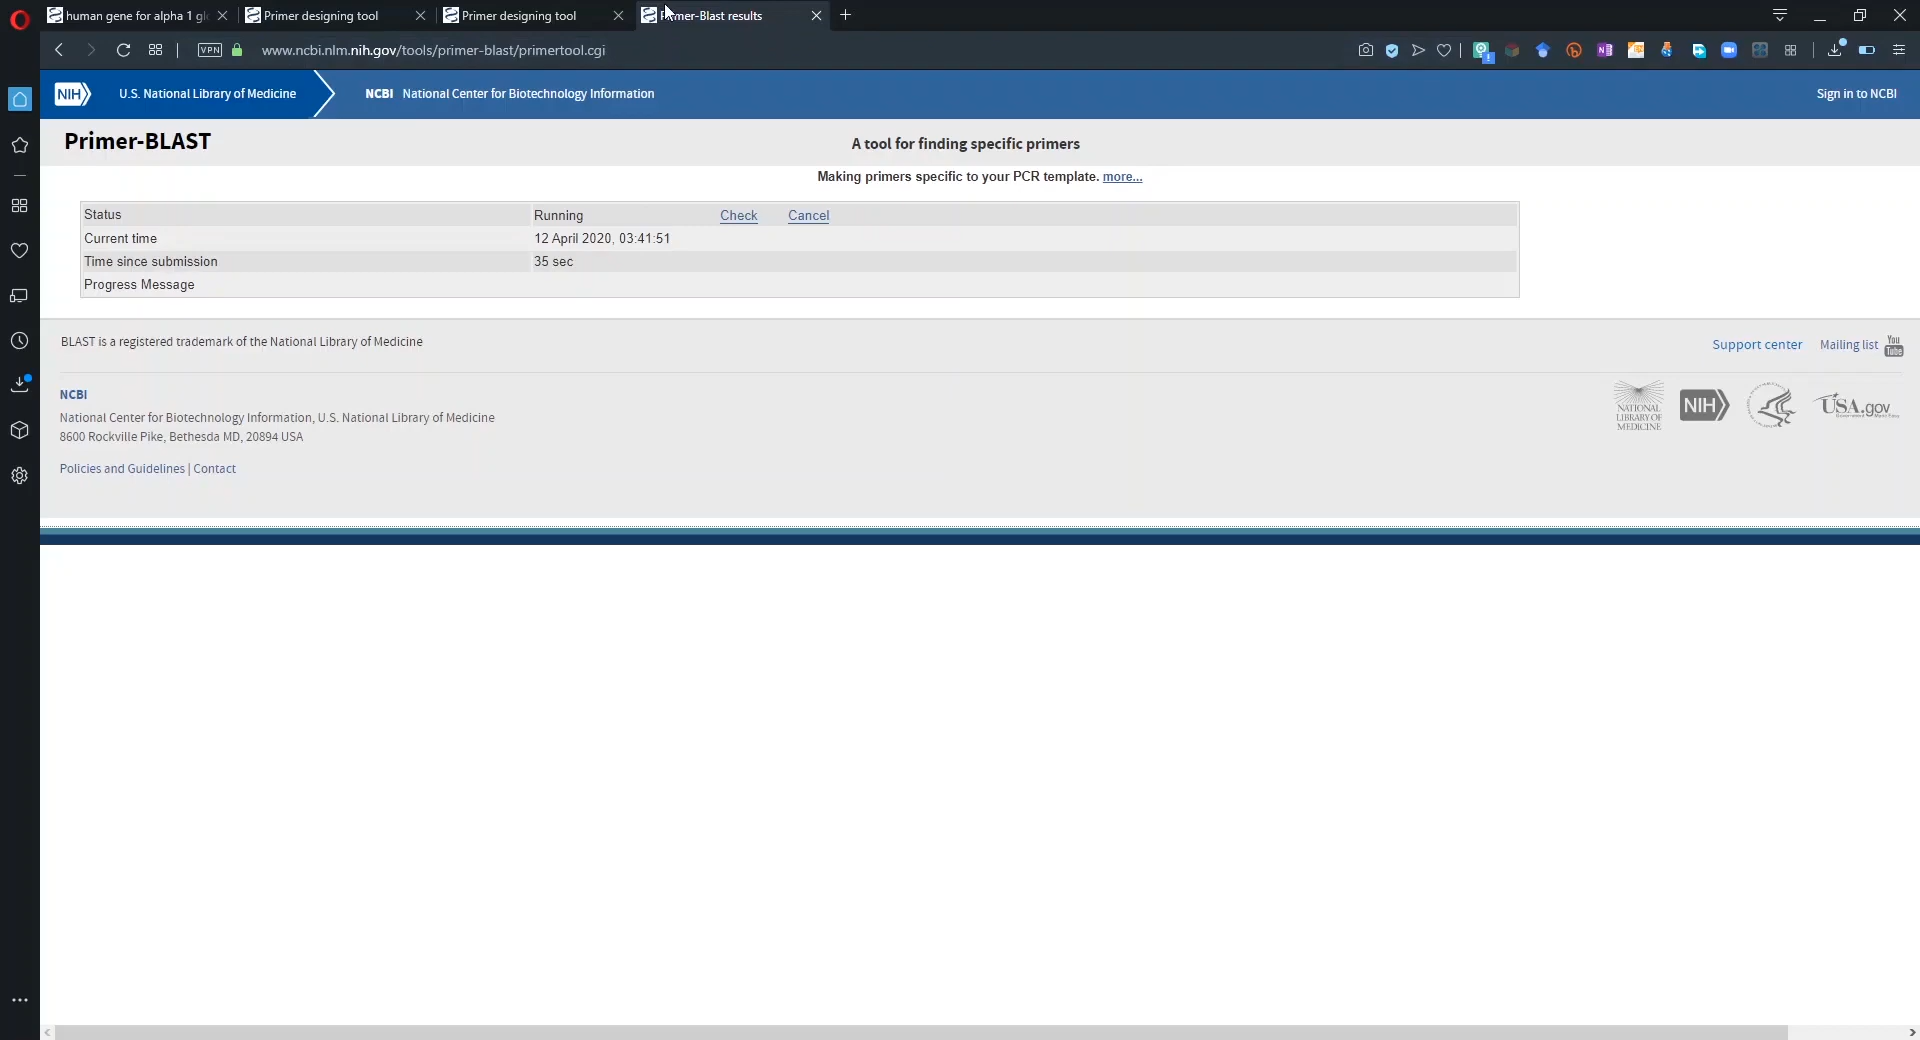 human gene for alpha 1 gl
Primer designing tool
Primer designing tool
mer-Blast results
VPN
www.ncbi.nlm.nih.gov/tools/primer-blast/primertool.cgi
NIH
U.S. National Library of Medicine
NCBI National Center for Biotechnology Information
Sign in to NCBI
Primer-BLAST
A tool for finding specific primers
Making primers specific to your PCR template. more...
Status Running Check Cancel
Current time 12 April 2020, 03:41:51
Time since submission 35 sec
Progress Message
BLAST is a registered trademark of the National Library of Medicine
Support center Mailing list You Tube
NCBI
National Center for Biotechnology Information, U.S. National Library of Medicine
8600 Rockville Pike, Bethesda MD, 20894 USA
NATIONAL
LIBRARY OF
MEDICINE
NIH
USA.gov
Policies and Guidelines | Contact